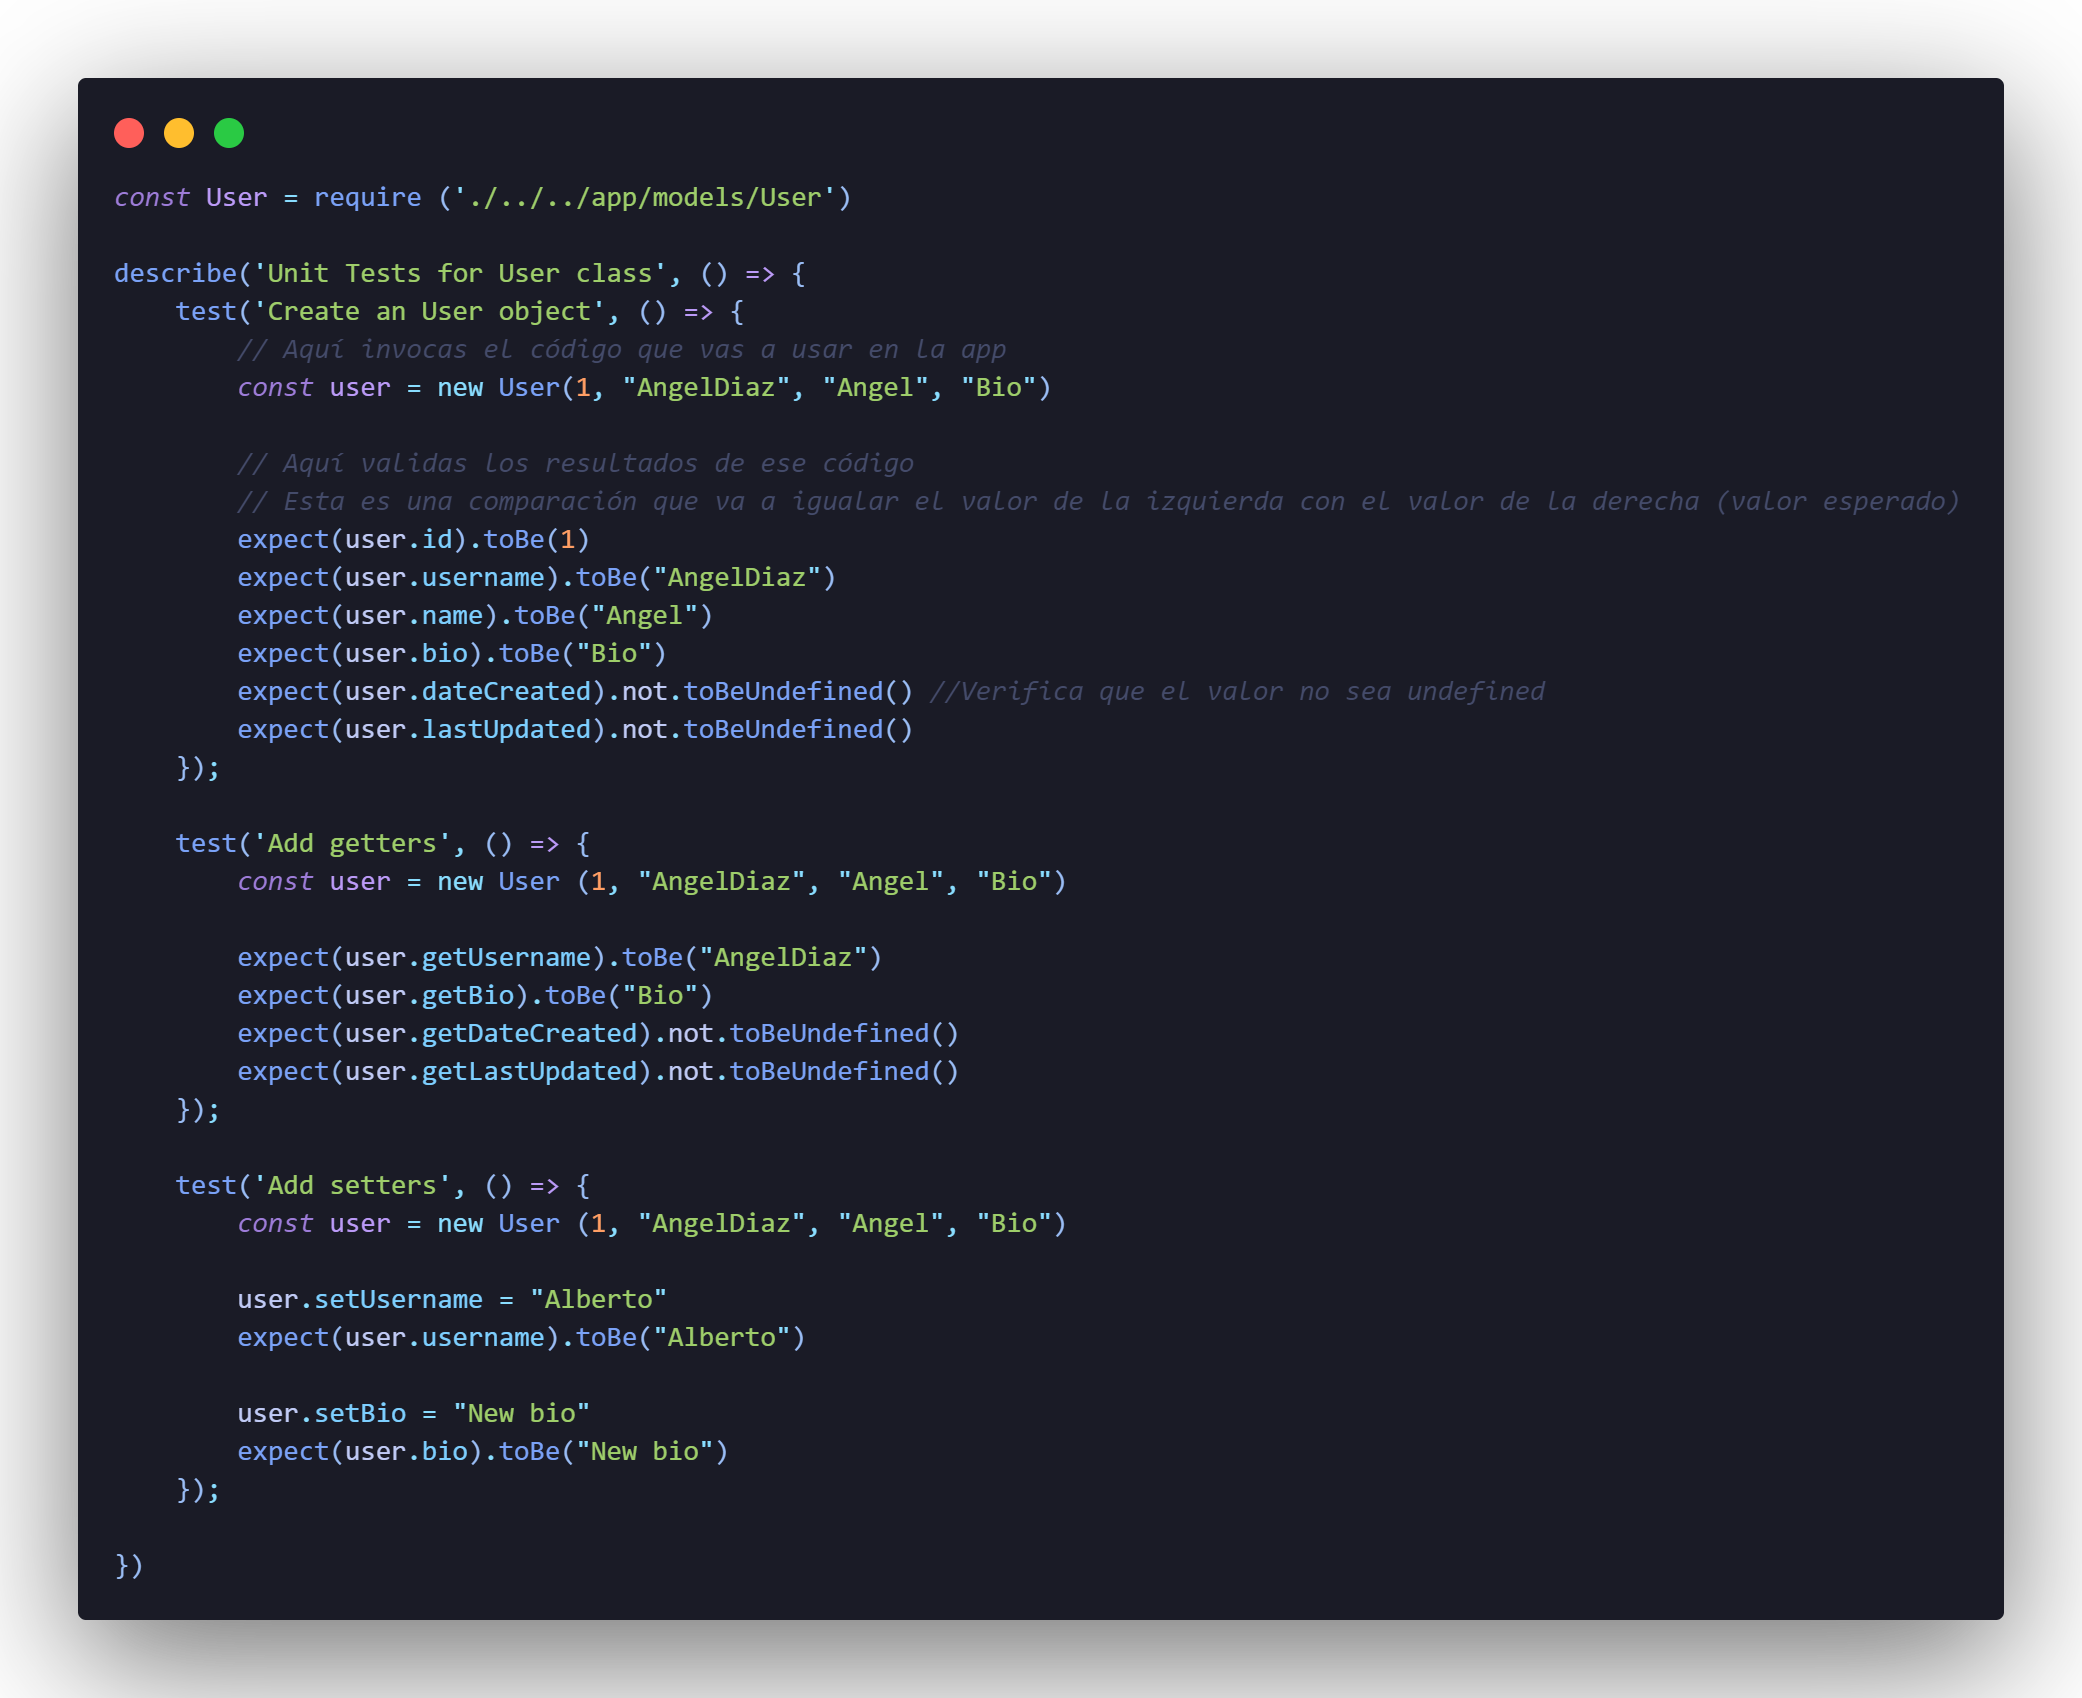 const User = require ('./../../app/models/User')
describe('Unit Tests for User class', () => {
test('Create an User object', () => {
// Aquí invocas el código que vas a usar en la app
const user = new User(1, "AngelDiaz", "Angel", "Bio")
// Aquí validas los resultados de ese código
// Esta es una comparación que va a igualar el valor de la izquierda con el valor de la derecha (valor esperado)
expect(user.id).toBe(1)
expect(user.username).toBe("AngelDiaz")
expect(user.name).toBe("Angel")
expect(user.bio).toBe("Bio")
expect(user.dateCreated).not.toBeUndefined() //Verifica que el valor no sea undefined
expect(user.lastUpdated).not.toBeUndefined()
});
test('Add getters', () => {
const user = new User (1, "AngelDiaz", "Angel", "Bio")
expect(user.getUsername).toBe("AngelDiaz")
expect(user.getBio).toBe("Bio")
expect(user.getDateCreated).not.toBeUndefined()
expect(user.getLastUpdated).not.toBeUndefined()
});
test('Add setters', () => {
const user = new User (1, "AngelDiaz", "Angel", "Bio")
user.setUsername = "Alberto"
expect(user.username).toBe("Alberto")
user.setBio = "New bio"
expect(user.bio).toBe("New bio")
});
})